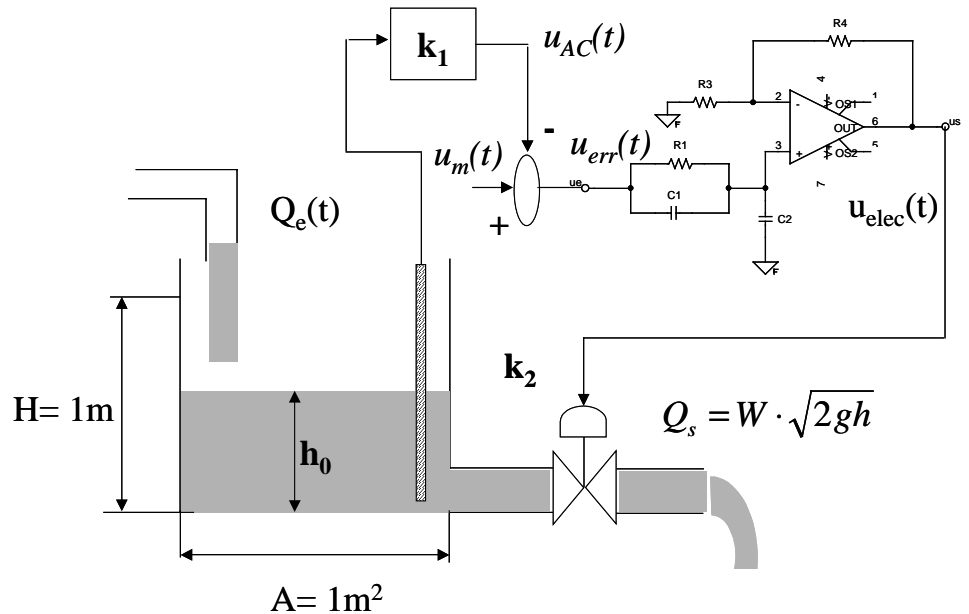 k1
uAC(t)
R4
R3
4
2
-
OS1
1
OUT
6
us
3
+
OS2
5
7
F
-
um(t)
uerr(t)
R1
ue
C1
C2
+
F
uelec(t)
Qe(t)
k2
H= 1m
h0
Qs = W · √2gh
A= 1m²